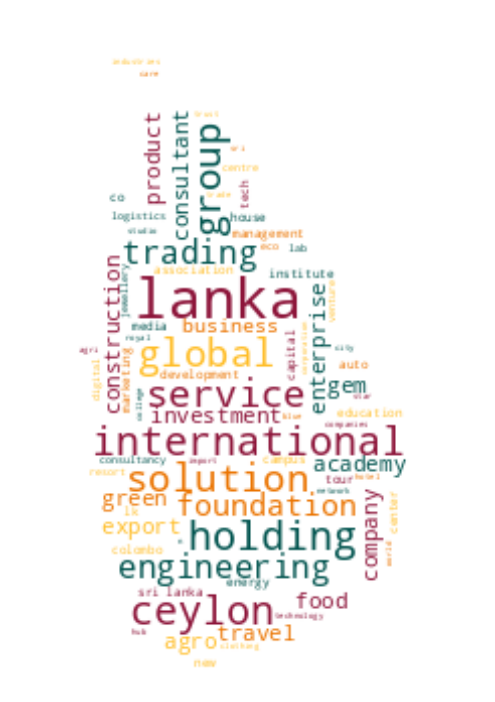 industries
care
product
consultant
group
trust
sri
centre
trade
tech
co
logistics
house
studio
management
trading
eco
lab
association
institute
jewellery
construction
lanka
enterprise
venture
media
business
royal
capital
corporation
city
agri
global
digital
marketing
development
auto
gem
star
service
college
investment
blue
education
companies
international
consultancy
import
campus
academy
resort
solution
tour
hotel
network
green
foundation
company
center
lk
export
holding
colombo
world
engineering
energy
sri lanka
food
ceylon
technology
hub
travel
agro
clothing
new